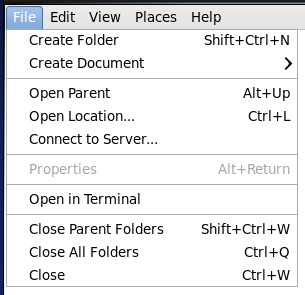 File Edit View Places Help
Create Folder Shift+Ctrl+N
Create Document
Open Parent Alt+Up
Open Location... Ctrl+L
Connect to Server...
Properties Alt+Return
Open in Terminal
Close Parent Folders Shift+Ctrl+W
Close All Folders Ctrl+Q
Close Ctrl+W